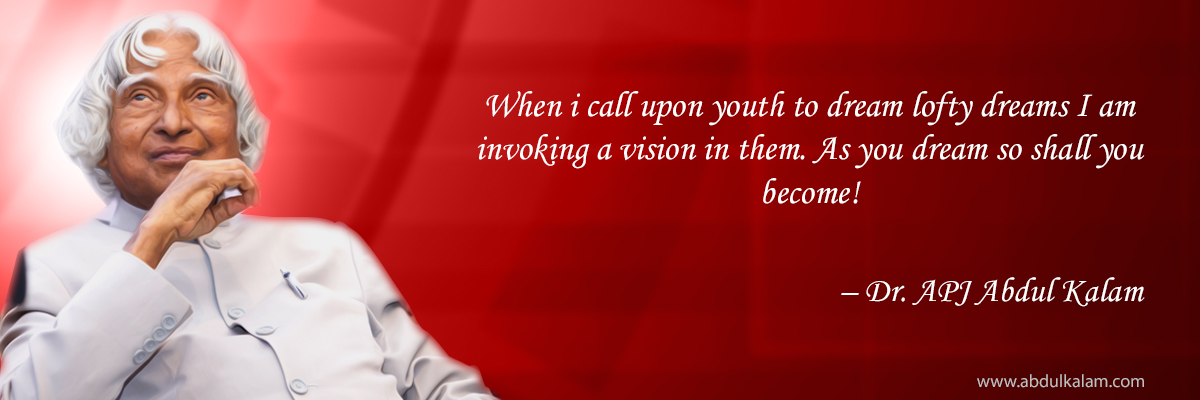 When i call upon youth to dream lofty dreams I am
invoking a vision in them. As you dream so shall you
become!
– Dr. APJ Abdul Kalam
www.abdulkalam.com